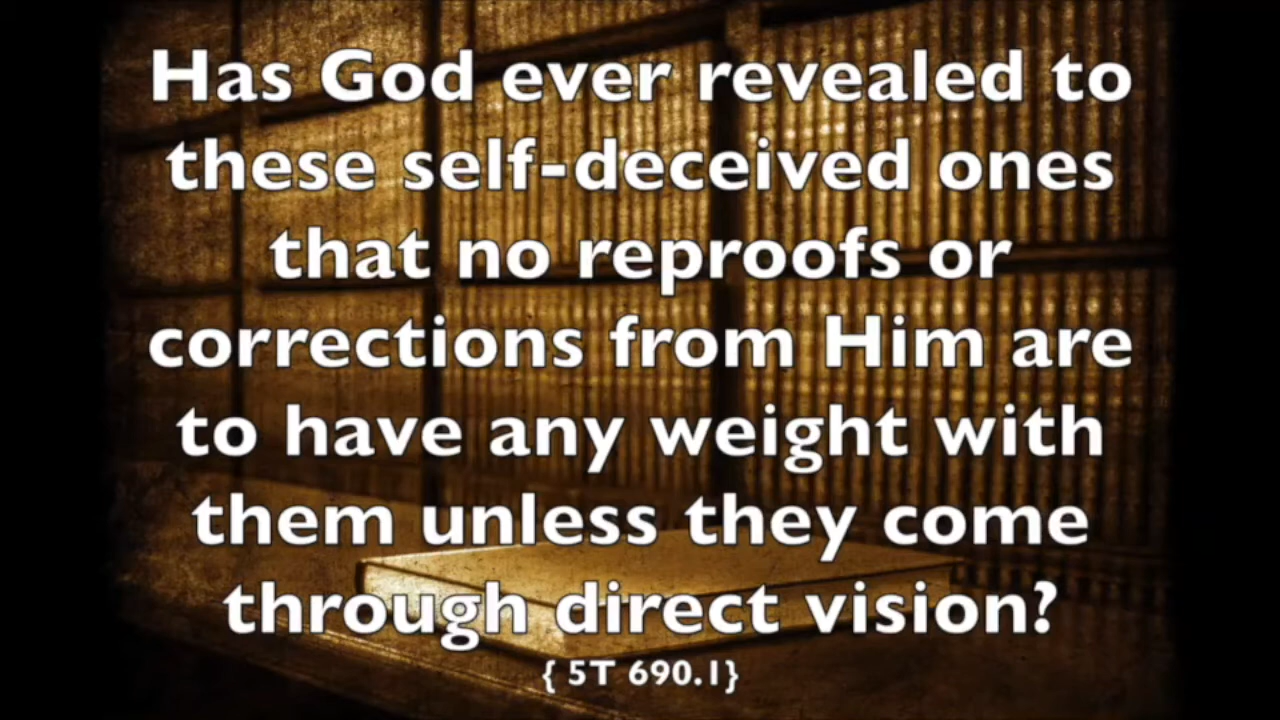 Has God ever revealed to
these self-deceived ones
that no reproofs or
corrections from Him are
to have any weight with
them unless they come
through direct vision?
{ 5T 690.1}